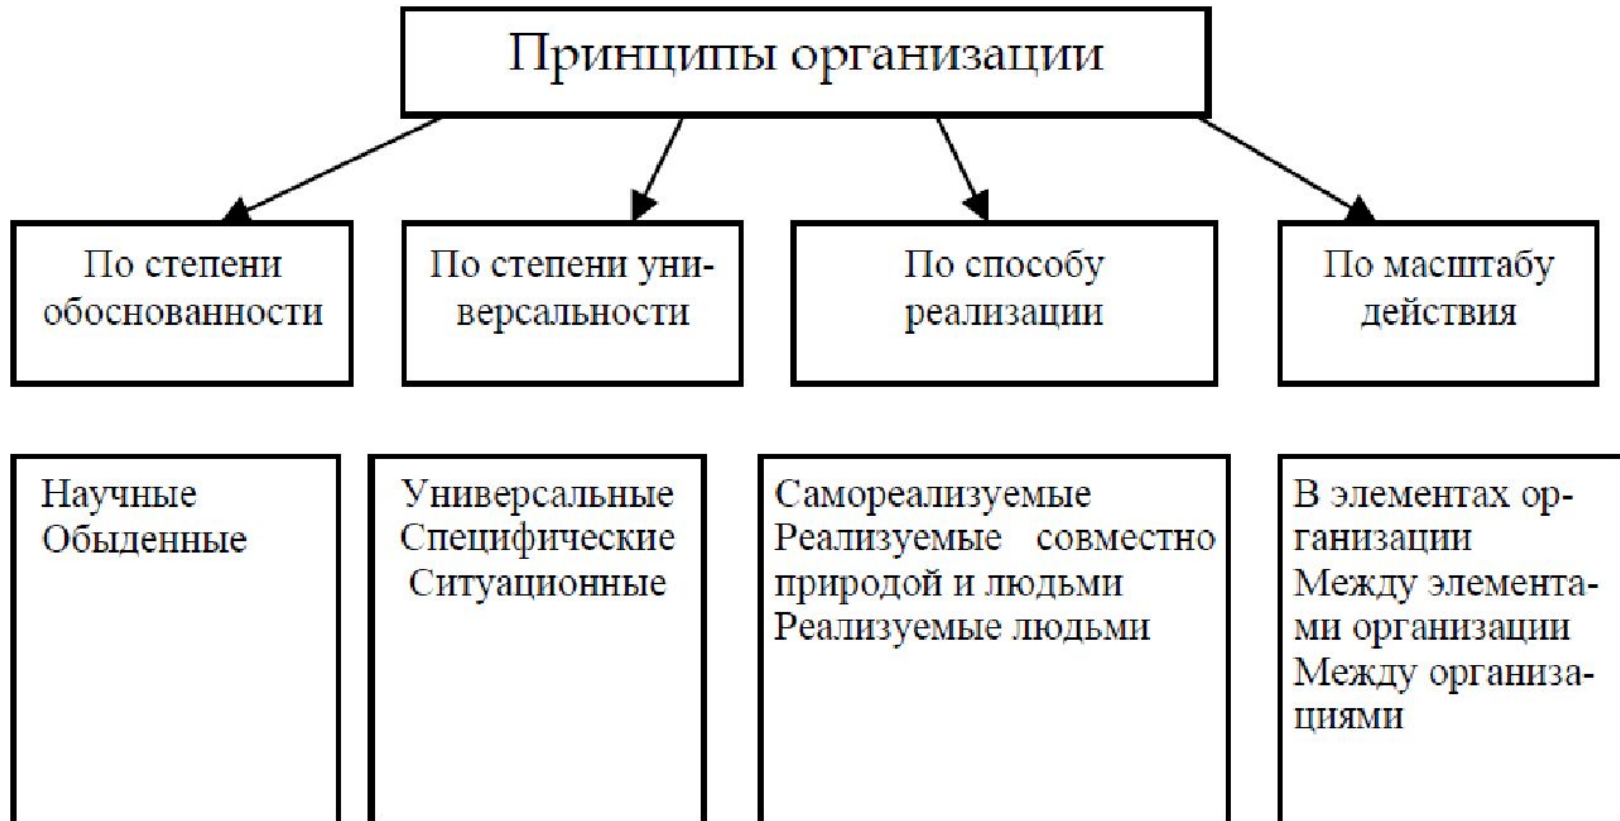 Принципы организации
По степени
обоснованности
По степени уни-
версальности
По способу
реализации
По масштабу
действия
Научные
Обыденные
Универсальные
Специфические
Ситуационные
Самореализуемые
Реализуемые совместно
природой и людьми
Реализуемые людьми
В элементах ор-
ганизации
Между элемента-
ми организации
Между организа-
циями